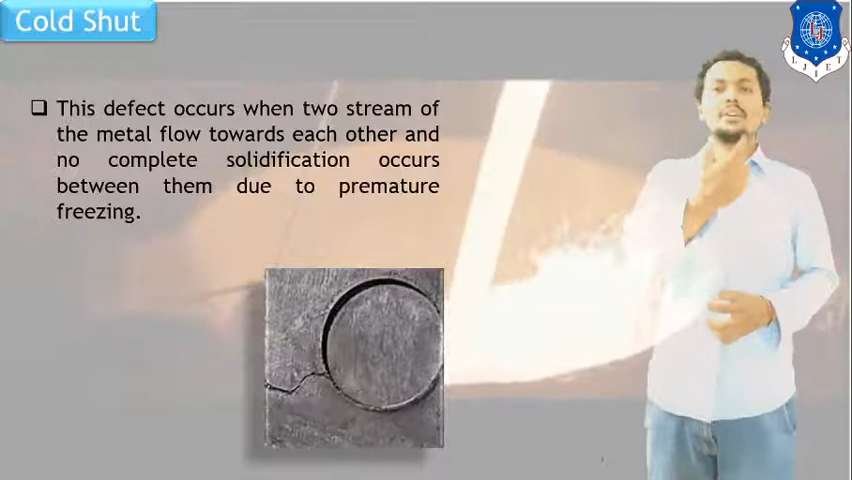 Cold Shut
LJIET
❑ This defect occurs when two stream of
the metal flow towards each other and
no complete solidification occurs
between them due to premature
freezing.